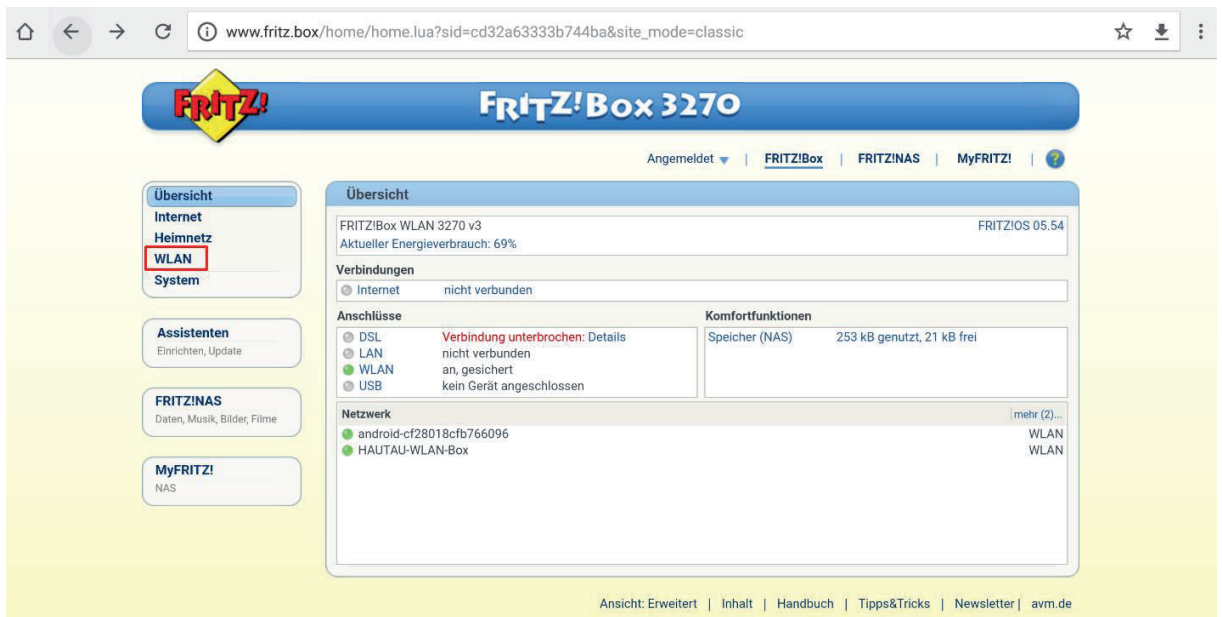 www.fritz.box/home/home.lua?sid=cd32a63333b744ba&site_mode=classic
FRITZ!
FRITZ!Box 3270
Angemeldet | FRITZ!Box | FRITZ!NAS | MyFRITZ! | ?
Übersicht
Internet
Heimnetz
WLAN
System
Assistenten
Einrichten, Update
FRITZ!NAS
Daten, Musik, Bilder, Filme
MyFRITZ!
NAS
Übersicht
FRITZ!Box WLAN 3270 v3 FRITZ!OS 05.54
Aktueller Energieverbrauch: 69%
Verbindungen
Internet nicht verbunden
Anschlüsse
DSL Verbindung unterbrochen: Details
LAN nicht verbunden
WLAN an, gesichert
USB kein Gerät angeschlossen
Komfortfunktionen
Speicher (NAS) 253 kB genutzt, 21 kB frei
Netzwerk mehr (2)...
android-cf28018cfb766096 WLAN
HAUTAU-WLAN-Box WLAN
Ansicht: Erweitert | Inhalt | Handbuch | Tipps&Tricks | Newsletter | avm.de